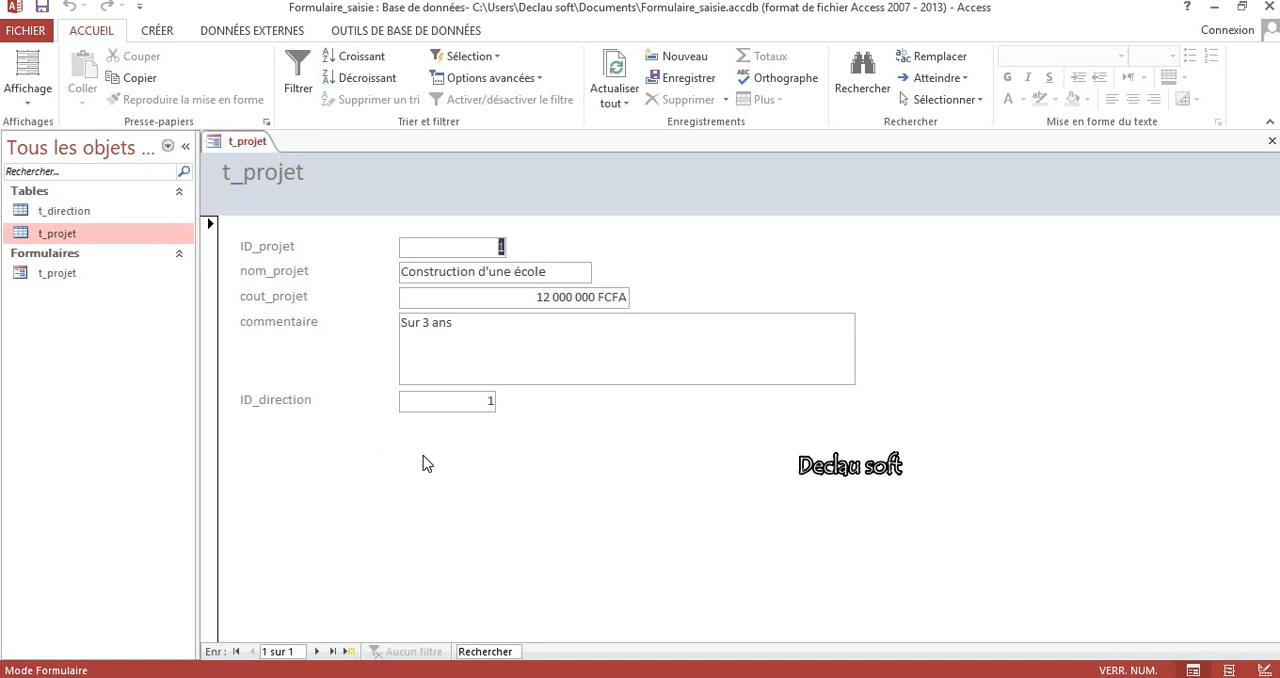 Formulaire_saisie : Base de données- C:\Users\Declau soft\Documents\Formulaire_saisie.accdb (format de fichier Access 2007 - 2013) - Access
?
FICHIER ACCUEIL CRÉER DONNÉES EXTERNES OUTILS DE BASE DE DONNÉES Connexion
Affichage
Affichages
Coller
Couper
Copier
Reproduire la mise en forme
Presse-papiers
Filtrer
Croissant
Décroissant
Supprimer un tri
Sélection
Options avancées
Activer/désactiver le filtre
Trier et filtrer
Actualiser
tout
Nouveau
Enregistrer
Supprimer
Totaux
Orthographe
Plus
Enregistrements
Rechercher
Remplacer
Atteindre
Sélectionner
Rechercher
G I S
A
Mise en forme du texte
Tous les objets ...
Rechercher...
Tables
t_direction
t_projet
Formulaires
t_projet
t_projet
t_projet
ID_projet 1
nom_projet Construction d'une école
cout_projet 12 000 000 FCFA
commentaire Sur 3 ans
ID_direction 1
Declau soft
Enr : 1 sur 1 Aucun filtre Rechercher
Mode Formulaire VERR. NUM.